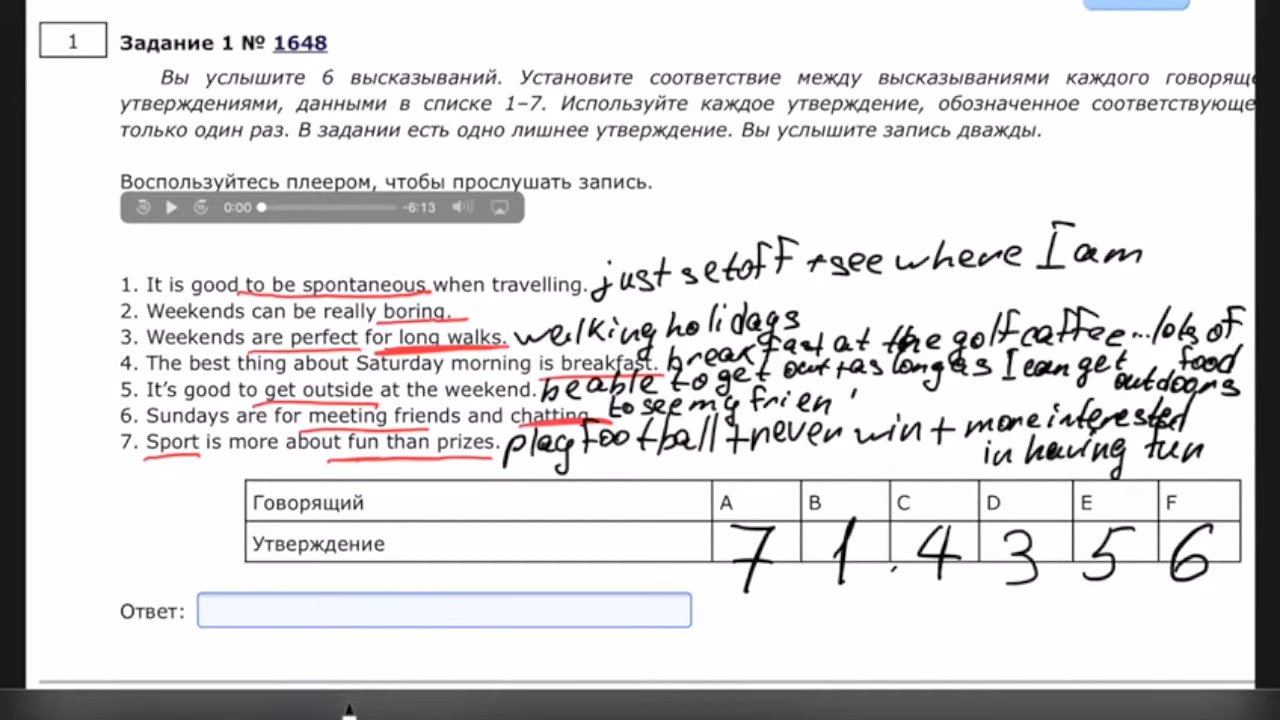 1
Задание 1 № 1648
Вы услышите 6 высказываний. Установите соответствие между высказываниями каждого говоряще
утверждениями, данными в списке 1–7. Используйте каждое утверждение, обозначенное соответствующе
только один раз. В задании есть одно лишнее утверждение. Вы услышите запись дважды.
Воспользуйтесь плеером, чтобы прослушать запись.
0:00 -6:13
1. It is good to be spontaneous when travelling. just set off + see where I am
2. Weekends can be really boring.
3. Weekends are perfect for long walks. walking holidays
4. The best thing about Saturday morning is breakfast. breakfast at the golf caffee...lots of food
5. It's good to get outside at the weekend. be able to get out + as long as I can get outdoors
6. Sundays are for meeting friends and chatting. to see my frien'
7. Sport is more about fun than prizes. play football + never win + more interested in having fun
Говорящий A B C D E F
Утверждение 7 1 4 3 5 6
Ответ: